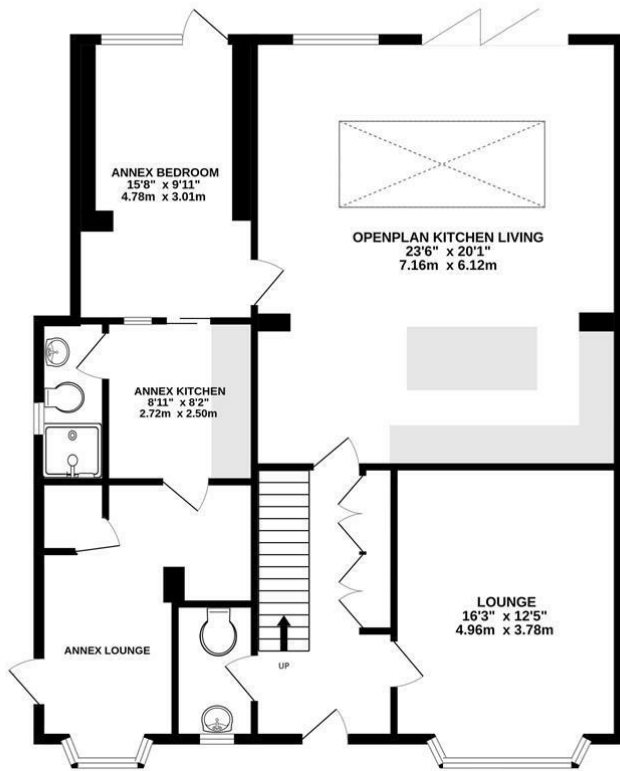 ANNEX BEDROOM
15'8" x 9'11"
4.78m x 3.01m
OPENPLAN KITCHEN LIVING
23'6" x 20'1"
7.16m x 6.12m
ANNEX KITCHEN
8'11" x 8'2"
2.72m x 2.50m
LOUNGE
16'3" x 12'5"
4.96m x 3.78m
ANNEX LOUNGE
UP